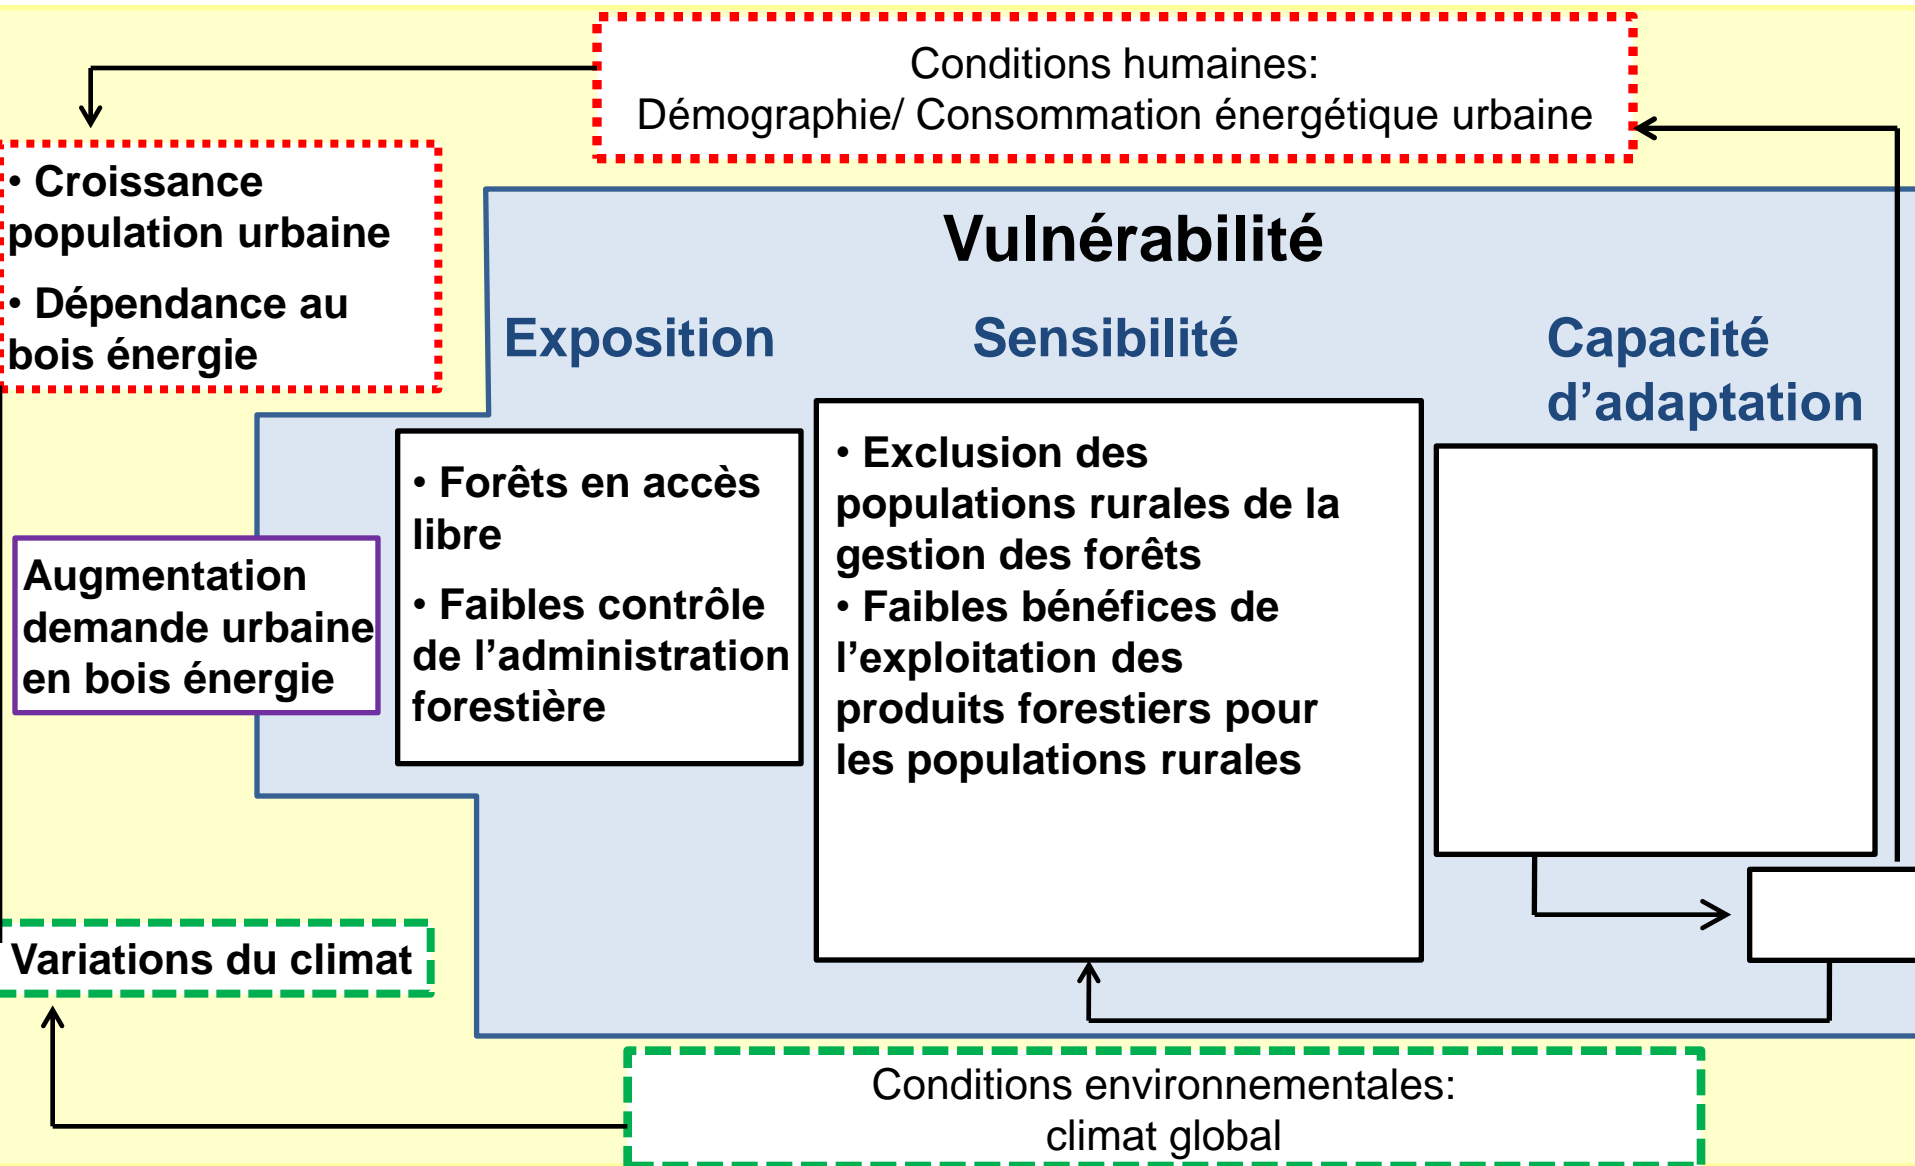 Conditions humaines:
Démographie/ Consommation énergétique urbaine
• Croissance
population urbaine
• Dépendance au
bois énergie
Vulnérabilité
Exposition
Sensibilité
Capacité
d’adaptation
• Forêts en accès
libre
• Faibles contrôle
de l’administration
forestière
• Exclusion des
populations rurales de la
gestion des forêts
• Faibles bénéfices de
l’exploitation des
produits forestiers pour
les populations rurales
Augmentation
demande urbaine
en bois énergie
Variations du climat
Conditions environnementales:
climat global